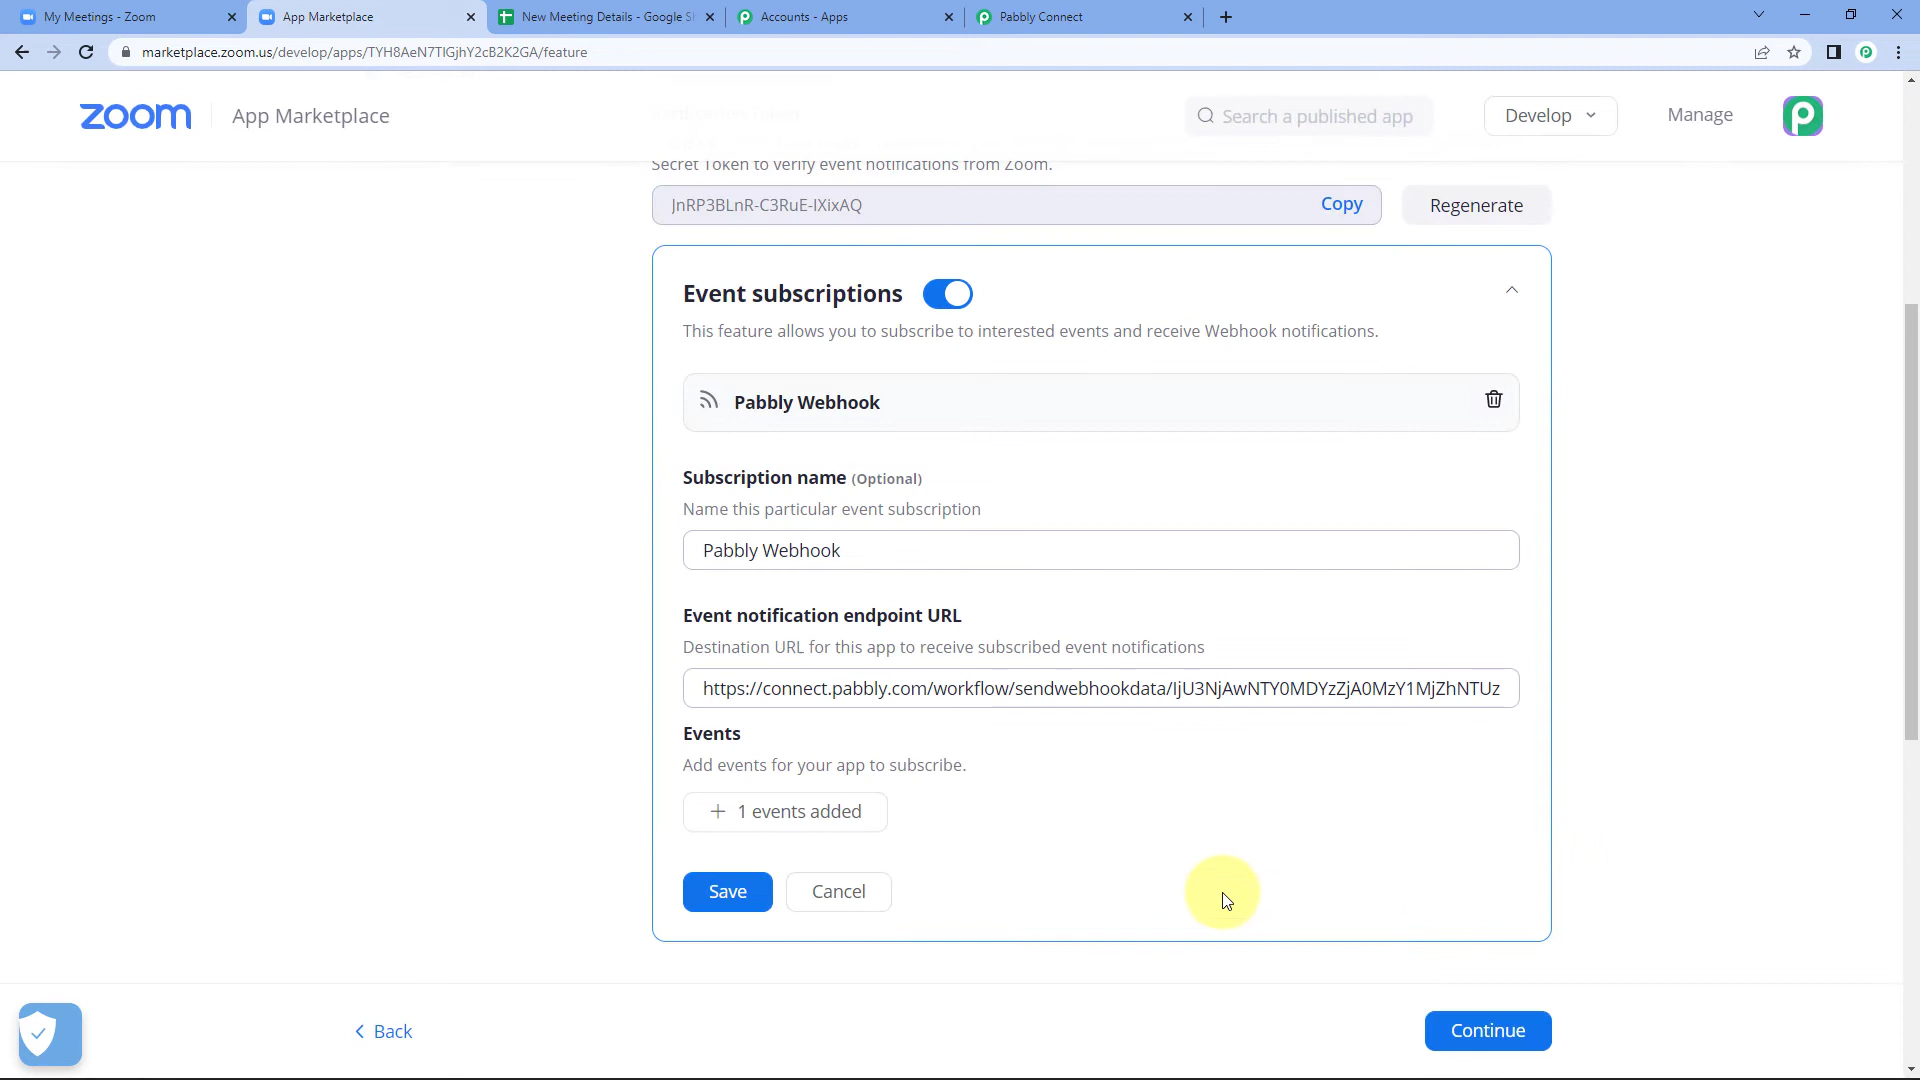 My Meetings - Zoom
App Marketplace
New Meeting Details - Google S
Accounts - Apps
Pabbly Connect
marketplace.zoom.us/develop/apps/TYH8AeN7TIGjhY2cB2K2GA/feature
zoom
App Marketplace
Search a published app
Develop
Manage
Secret Token to verify event notifications from Zoom.
JnRP3BLnR-C3RuE-IXixAQ
Copy
Regenerate
Event subscriptions
This feature allows you to subscribe to interested events and receive Webhook notifications.
Pabbly Webhook
Subscription name (Optional)
Name this particular event subscription
Pabbly Webhook
Event notification endpoint URL
Destination URL for this app to receive subscribed event notifications
https://connect.pabbly.com/workflow/sendwebhookdata/IjU3NjAwNTY0MDYzZjA0MzY1MjZhNTUz
Events
Add events for your app to subscribe.
+ 1 events added
Save
Cancel
Back
Continue